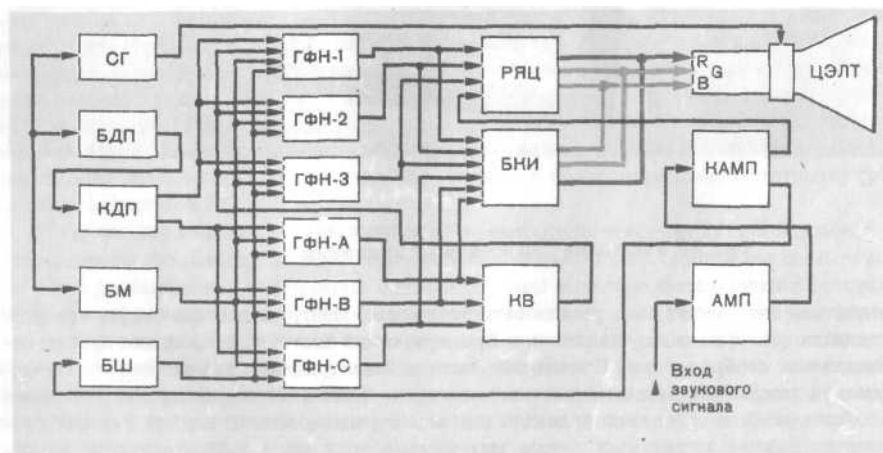 СГ
БДП
КДП
БМ
БШ
ГФН-1
ГФН-2
ГФН-3
ГФН-А
ГФН-В
ГФН-С
РЯЦ
БКИ
КВ
R
G
B
ЦЭЛТ
КАМП
АМП
Вход
звукового
сигнала